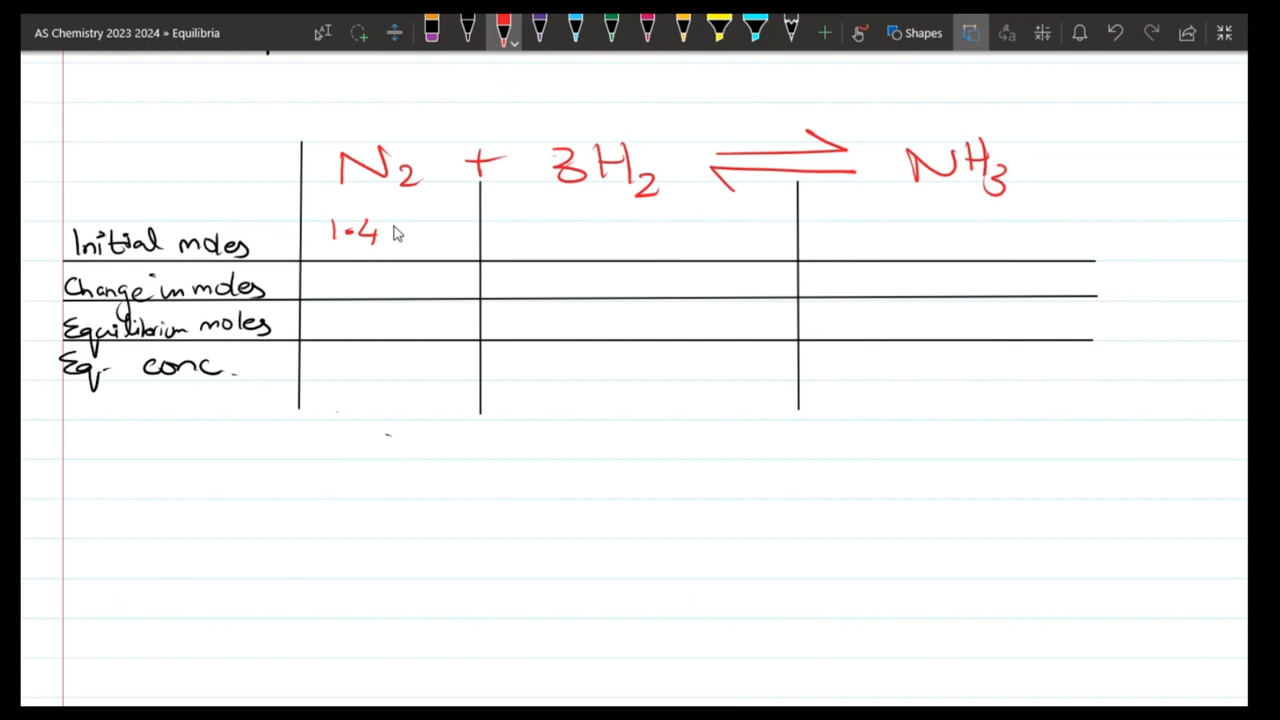 AS Chemistry 2023 2024 » Equilibria
Shapes
N2 + 3H2 ⇌ NH3
Initial moles 1.4
Change in moles
Equilibrium moles
Eq. conc.